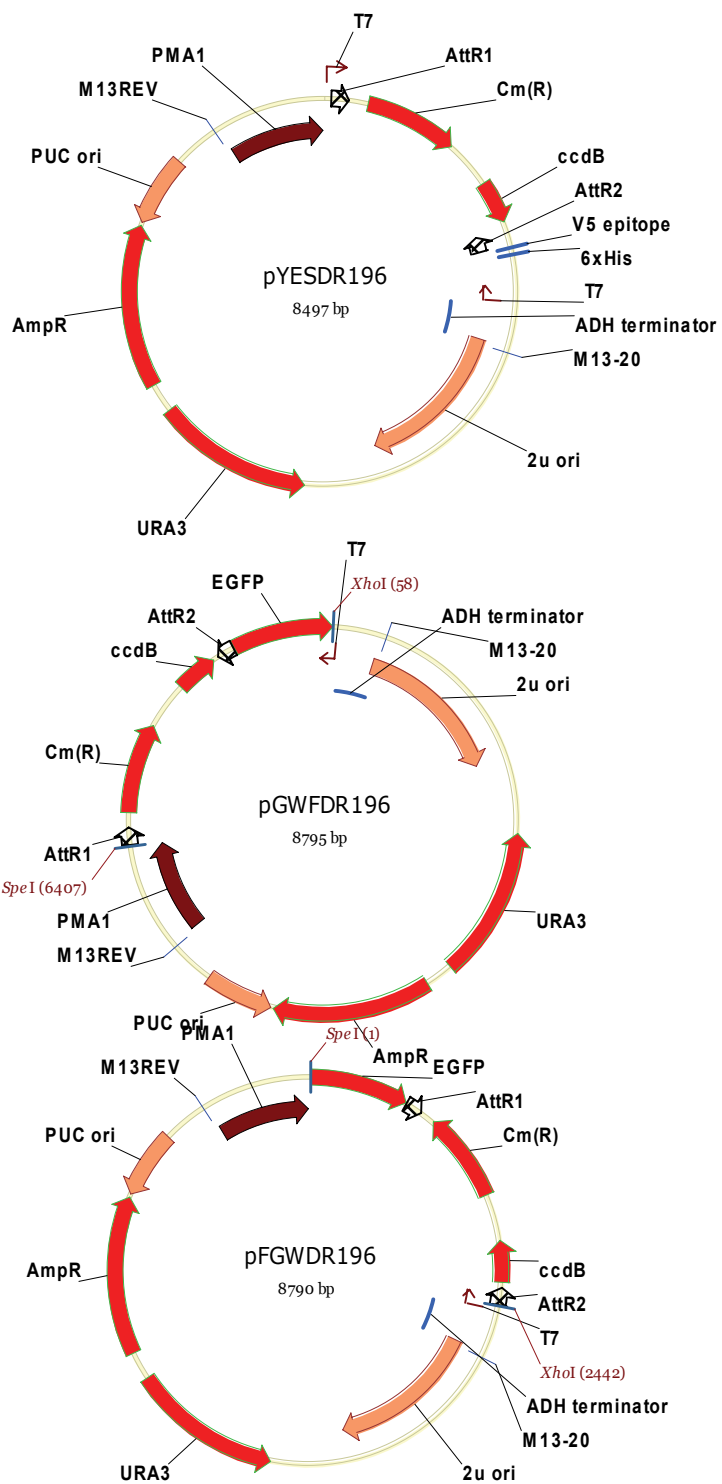 T7
PMA1
AttR1
M13REV
Cm(R)
PUC ori
ccdB
AttR2
V5 epitope
6xHis
pYESDR196
8497 bp
T7
AmpR
ADH terminator
M13-20
2u ori
URA3
T7
EGFP
XhoI (58)
AttR2
ADH terminator
ccdB
M13-20
2u ori
Cm(R)
pGWFDR196
8795 bp
AttR1
SpeI (6407)
PMA1
URA3
M13REV
PUC ori
AmpR
PMA1
SpeI (1)
EGFP
M13REV
AttR1
PUC ori
Cm(R)
pFGWDR196
8790 bp
AmpR
ccdB
AttR2
T7
XhoI (2442)
ADH terminator
M13-20
URA3
2u ori